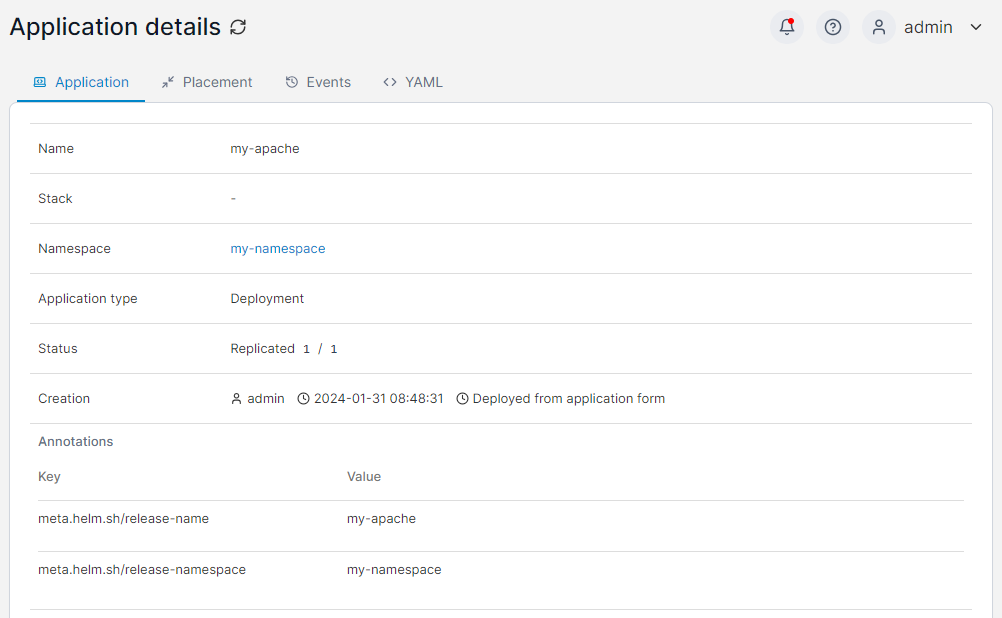 Application details
admin
Application Placement Events YAML
Name my-apache
Stack -
Namespace my-namespace
Application type Deployment
Status Replicated 1 / 1
Creation admin 2024-01-31 08:48:31 Deployed from application form
Annotations
Key Value
meta.helm.sh/release-name my-apache
meta.helm.sh/release-namespace my-namespace